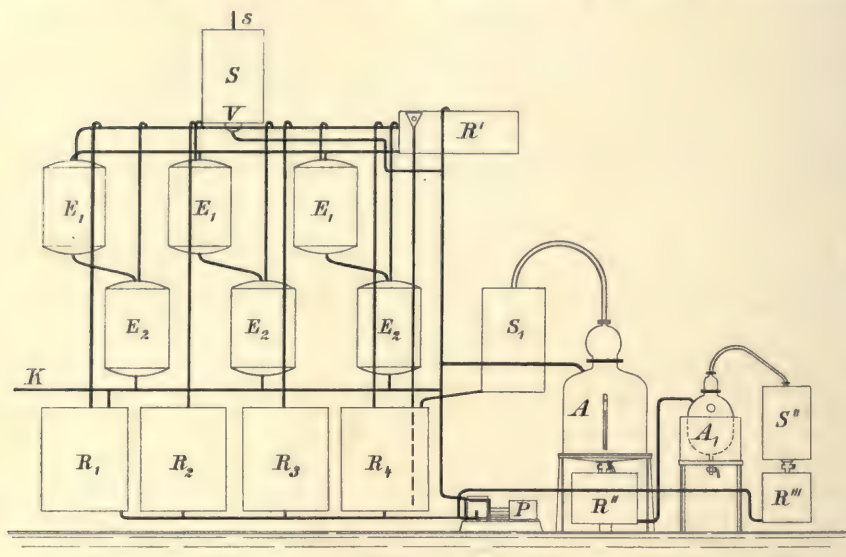 s
S
V
R'
E₁ E₁ E₁
E₂ E₂ E₂
S₁
K
A
A₁
S"
R₁ R₂ R₃ R₄
R"
P
R'''